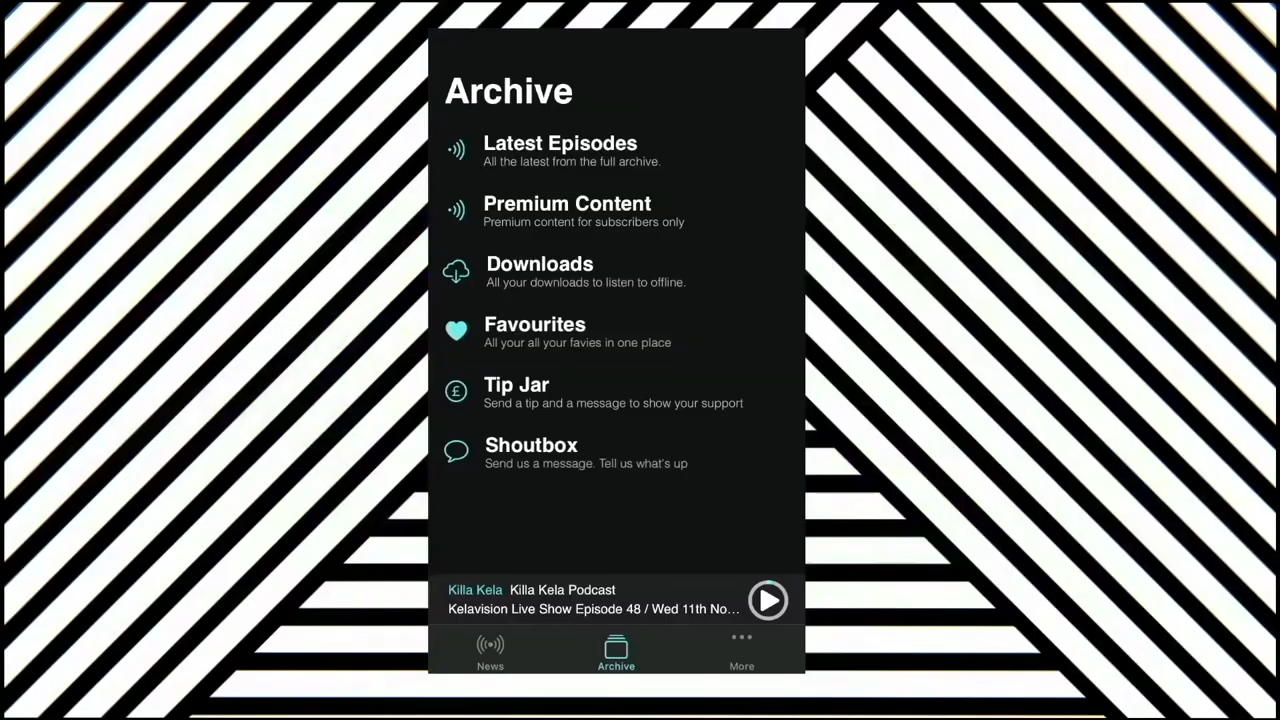 Archive
Latest Episodes
All the latest from the full archive.
Premium Content
Premium content for subscribers only
Downloads
All your downloads to listen to offline.
Favourites
All your all your favies in one place
Tip Jar
Send a tip and a message to show your support
Shoutbox
Send us a message. Tell us what's up
Killa Kela Killa Kela Podcast
Kelavision Live Show Episode 48 / Wed 11th No...
News Archive More